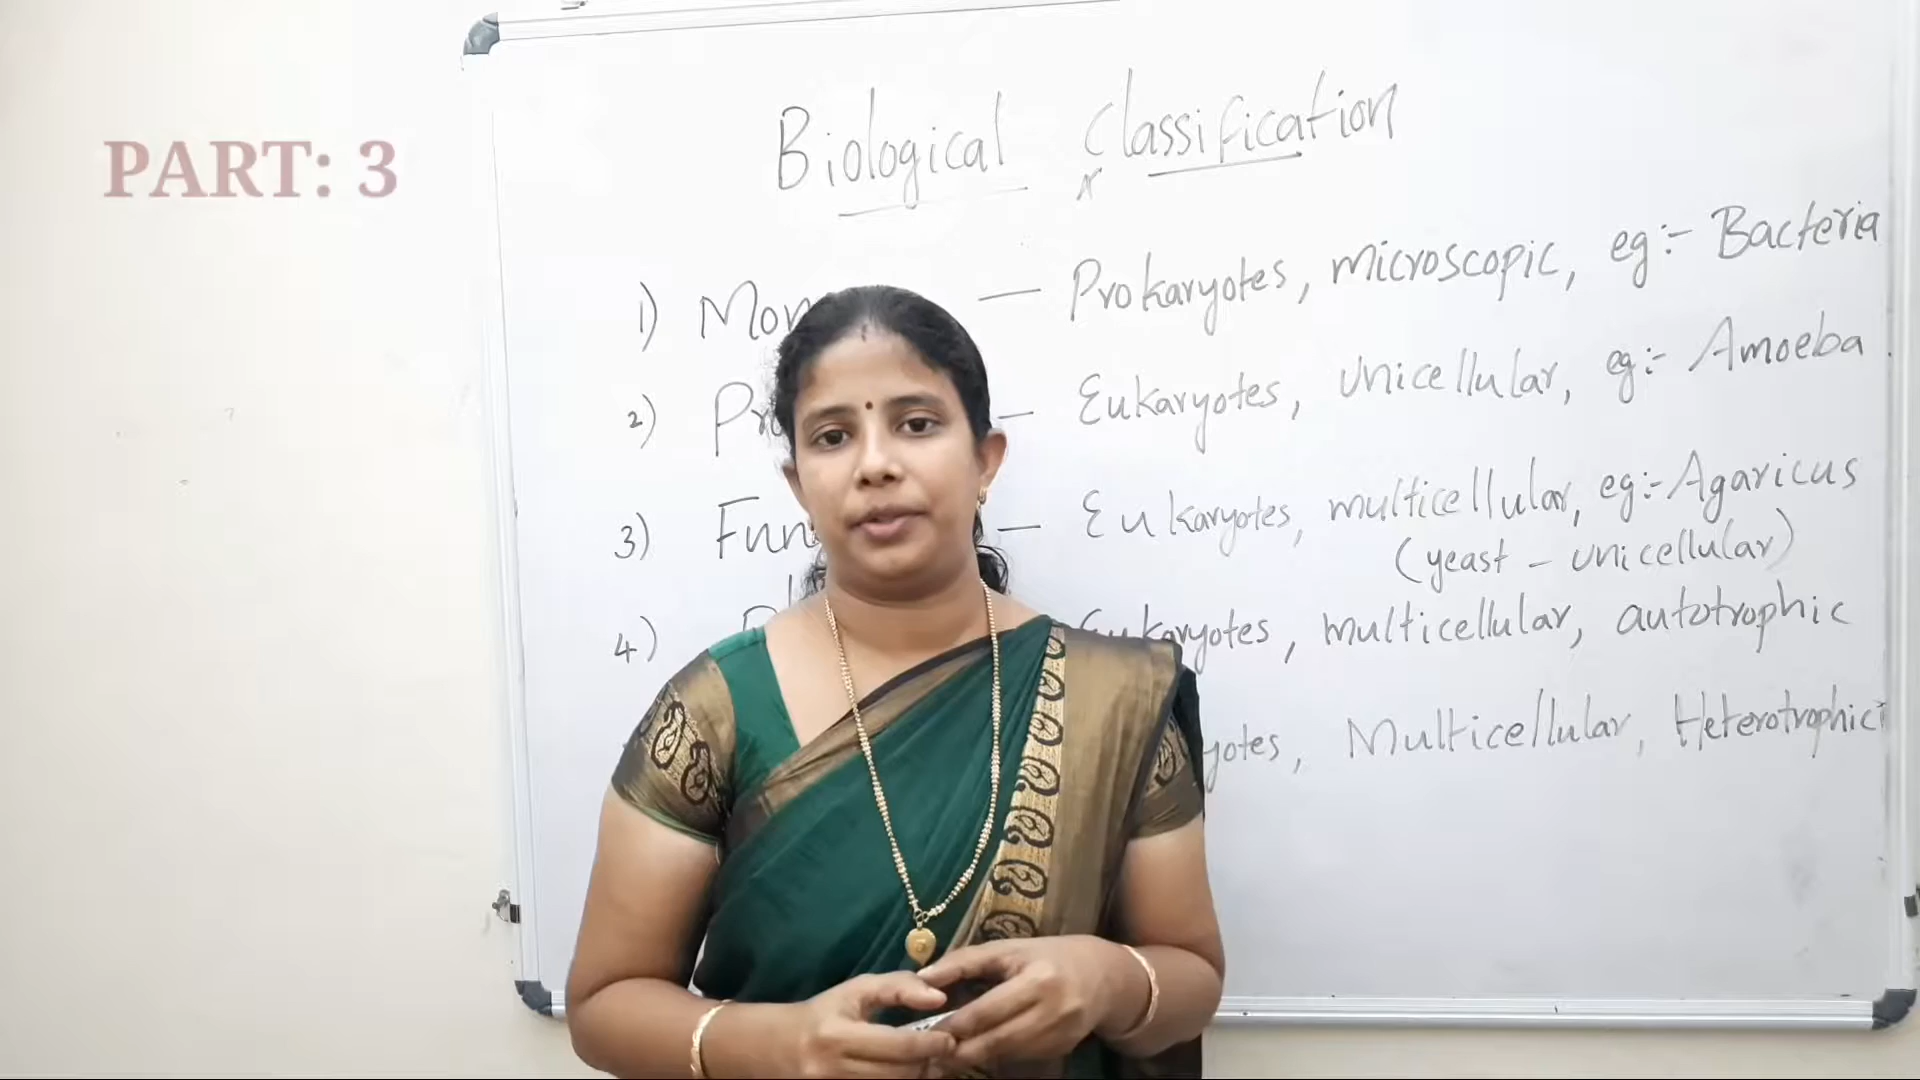 PART: 3
Biological Classification
1) Mon — Prokaryotes, microscopic, eg:- Bacteria
2) Pro — Eukaryotes, unicellular, eg:- Amoeba
3) Fun — Eukaryotes, multicellular, eg:- Agaricus
(yeast - unicellular)
4) Eukaryotes, multicellular, autotrophic
yotes, Multicellular, Heterotrophic